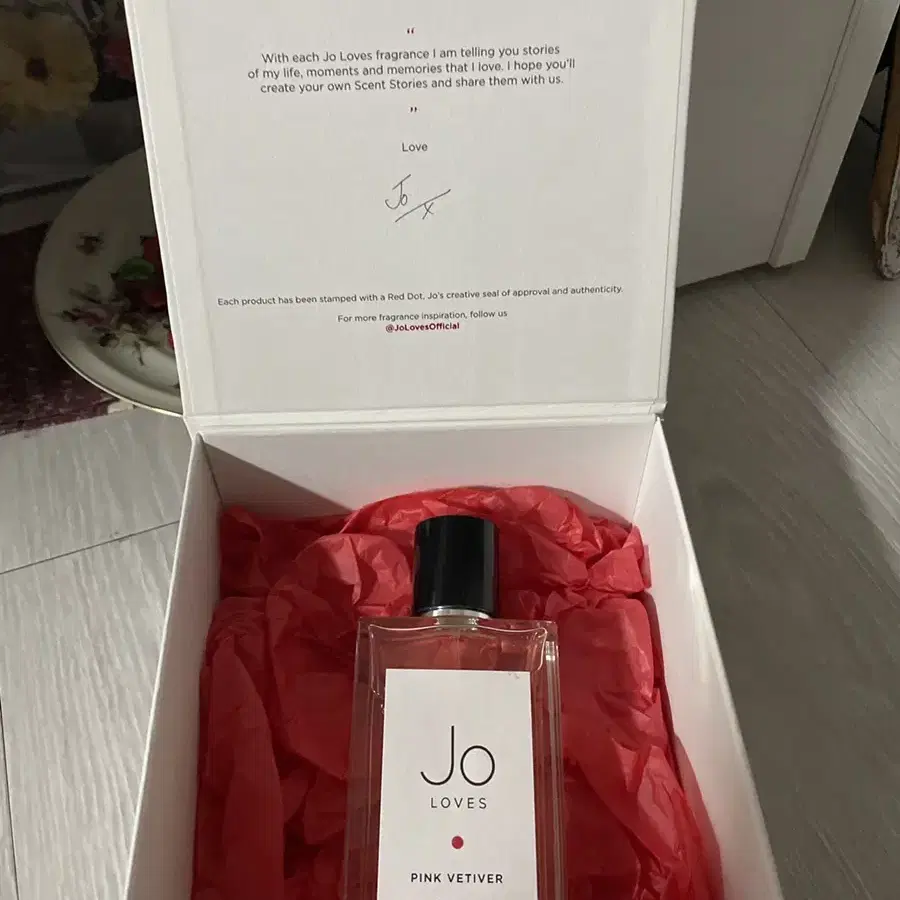 “
With each Jo Loves fragrance I am telling you stories
of my life, moments and memories that I love. I hope you'll
create your own Scent Stories and share them with us.
”
Love
Jo x
Each product has been stamped with a Red Dot, Jo's creative seal of approval and authenticity.
For more fragrance inspiration, follow us
@JoLovesOfficial
Jo
LOVES
PINK VETIVER